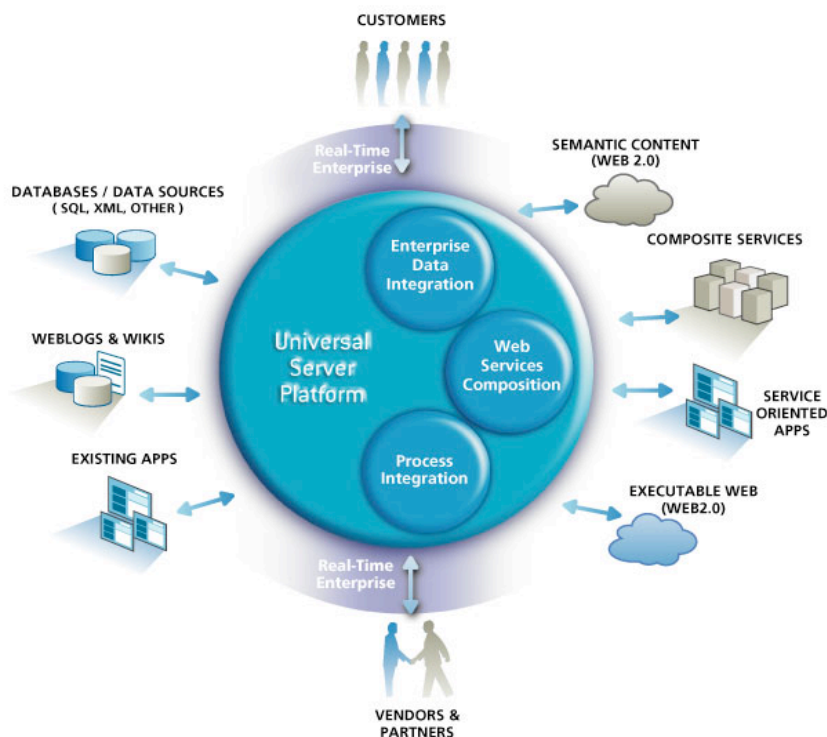 CUSTOMERS
Real-Time
Enterprise
SEMANTIC CONTENT
(WEB 2.0)
DATABASES / DATA SOURCES
( SQL, XML, OTHER )
Enterprise
Data
Integration
COMPOSITE SERVICES
WEBLOGS & WIKIS
Universal
Server
Platform
Web
Services
Composition
SERVICE
ORIENTED
APPS
EXISTING APPS
Process
Integration
EXECUTABLE WEB
(WEB2.0)
Real-Time
Enterprise
VENDORS &
PARTNERS